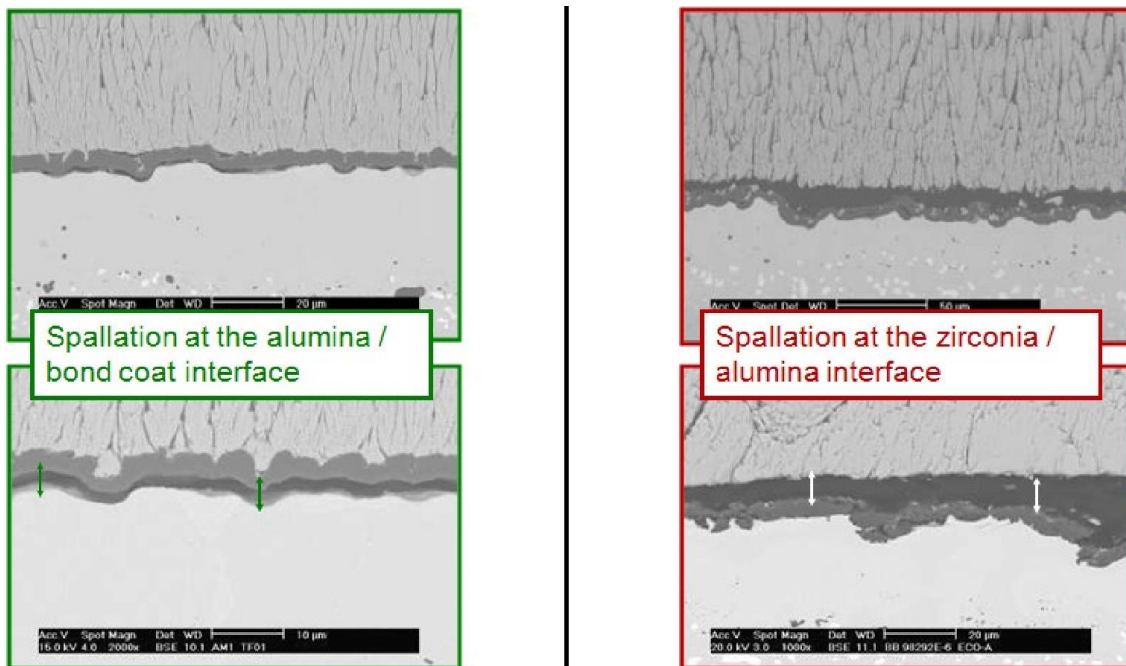 Acc.V Spot Magn Det WD 20 µm
Spallation at the alumina /
bond coat interface
Acc.V Spot Magn Det WD 10 µm
15.0 kV 4.0 2000x BSE 10.1 AM1 TF01
Acc.V Spot Det WD 50 µm
Spallation at the zirconia /
alumina interface
Acc.V Spot Magn Det WD 20 µm
20.0 kV 3.0 1000x BSE 11.1 BB 98292E-6 ECO-A